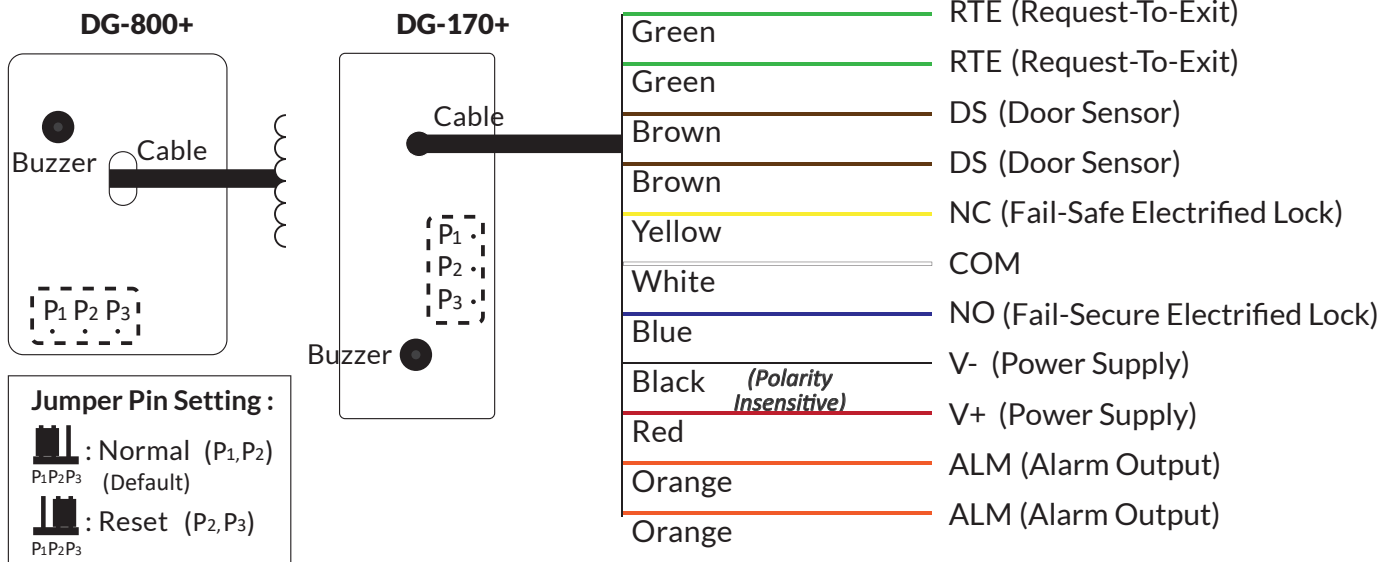 DG-800+
Buzzer
Cable
P1 P2 P3
Jumper Pin Setting :
: Normal (P1,P2)
(Default)
P1P2P3
: Reset (P2,P3)
P1P2P3
DG-170+
Cable
P1
P2
P3
Buzzer
Green RTE (Request-To-Exit)
Green RTE (Request-To-Exit)
Brown DS (Door Sensor)
Brown DS (Door Sensor)
Yellow NC (Fail-Safe Electrified Lock)
White COM
Blue NO (Fail-Secure Electrified Lock)
Black V- (Power Supply)
(Polarity
Insensitive)
Red V+ (Power Supply)
Orange ALM (Alarm Output)
Orange ALM (Alarm Output)